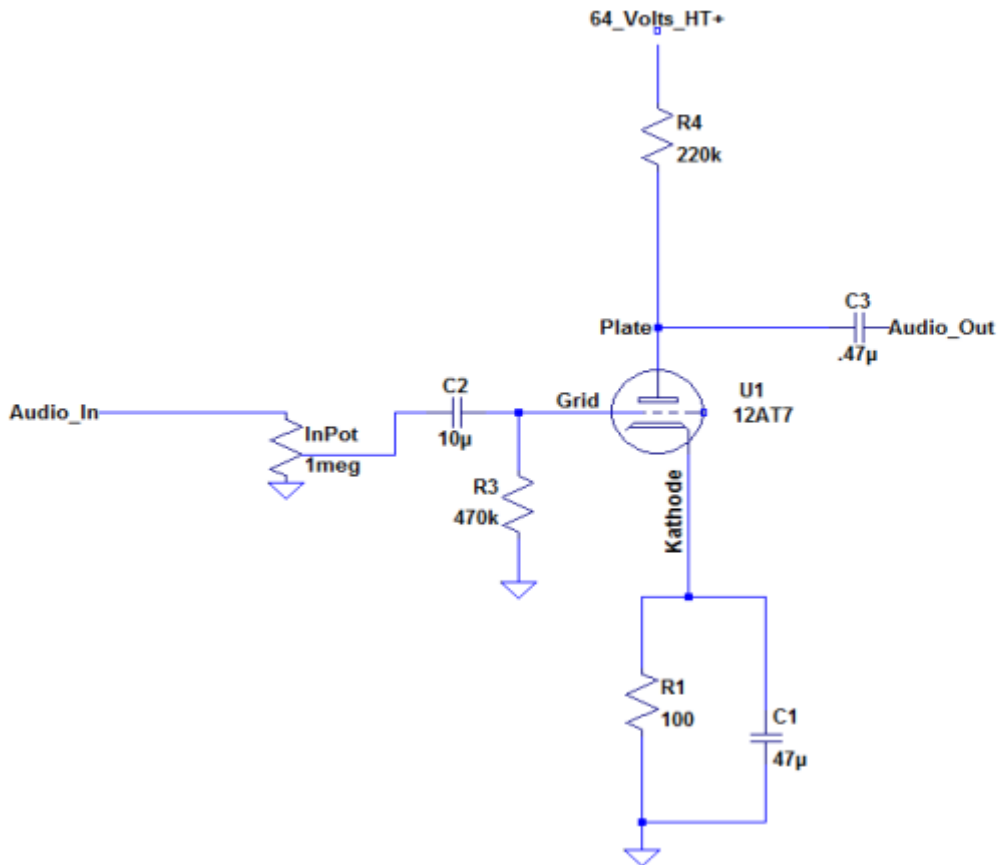 64_Volts_HT+
R4
220k
C3
Plate
Audio_Out
.47µ
C2
Grid
U1
12AT7
Audio_In
10µ
InPot
1meg
R3
470k
Kathode
R1
100
C1
47µ